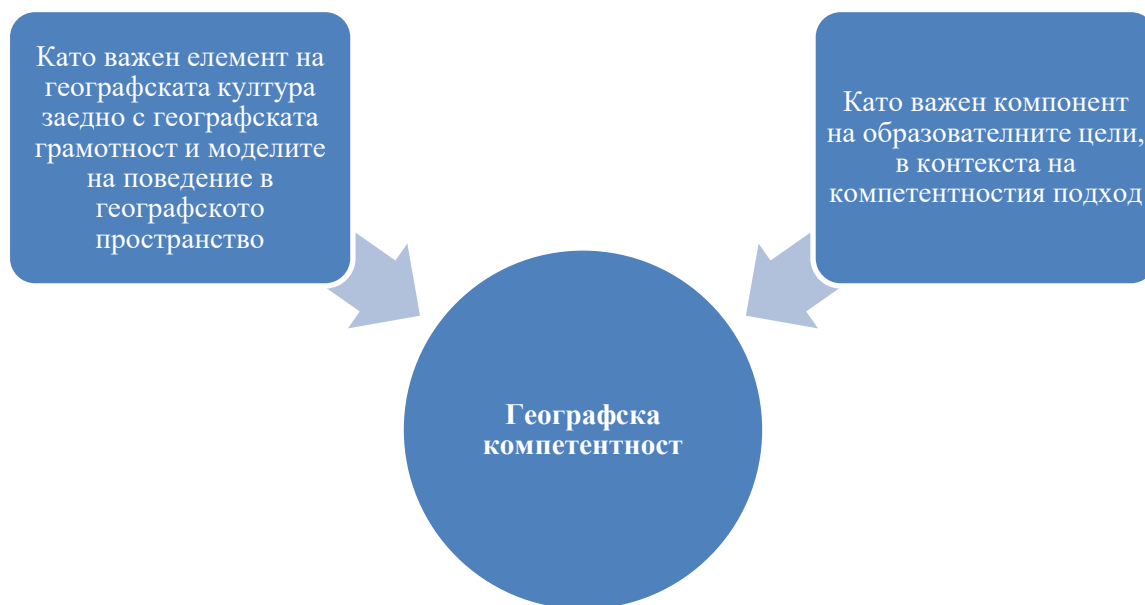 Като важен елемент на
географската култура
заедно с географската
грамотност и моделите
на поведение в
географското
пространство
Като важен компонент
на образователните цели,
в контекста на
компетентностия подход
Географска
компетентност